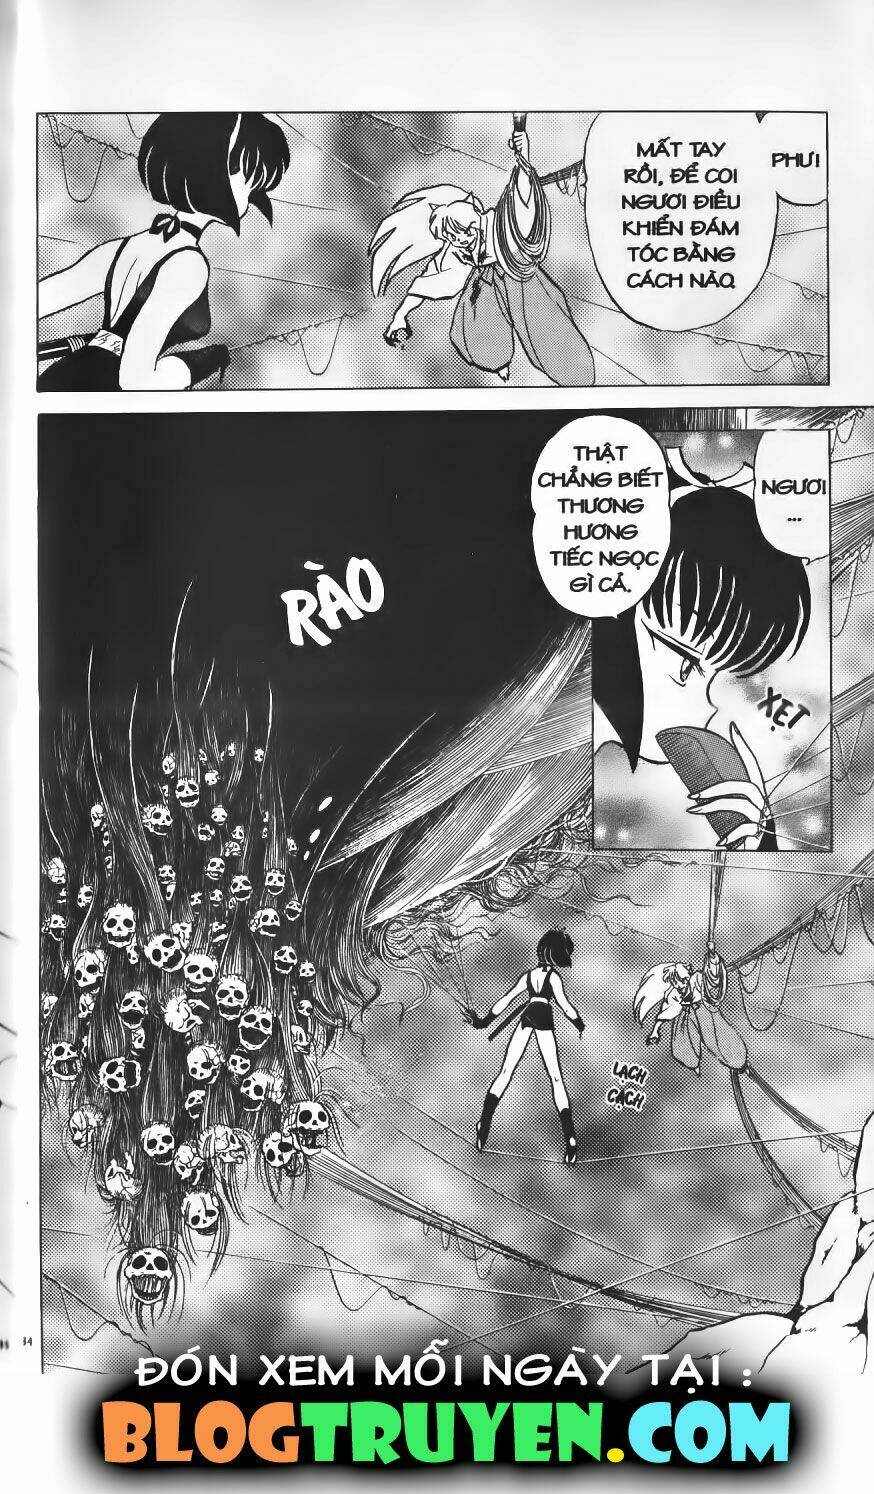 PHƯ!
MẤT TAY
RỒI, ĐỂ COI
NGƯƠI ĐIỀU
KHIỂN ĐÁM
TÓC BẰNG
CÁCH NÀO.
NGƯƠI
...
THẬT
CHẲNG BIẾT
THƯƠNG
HƯƠNG
TIẾC NGỌC
GÌ CẢ.
XẸT
RÀO
LẠCH
CẠCH
ĐÓN XEM MỖI NGÀY TẠI :
BLOGTRUYEN.COM